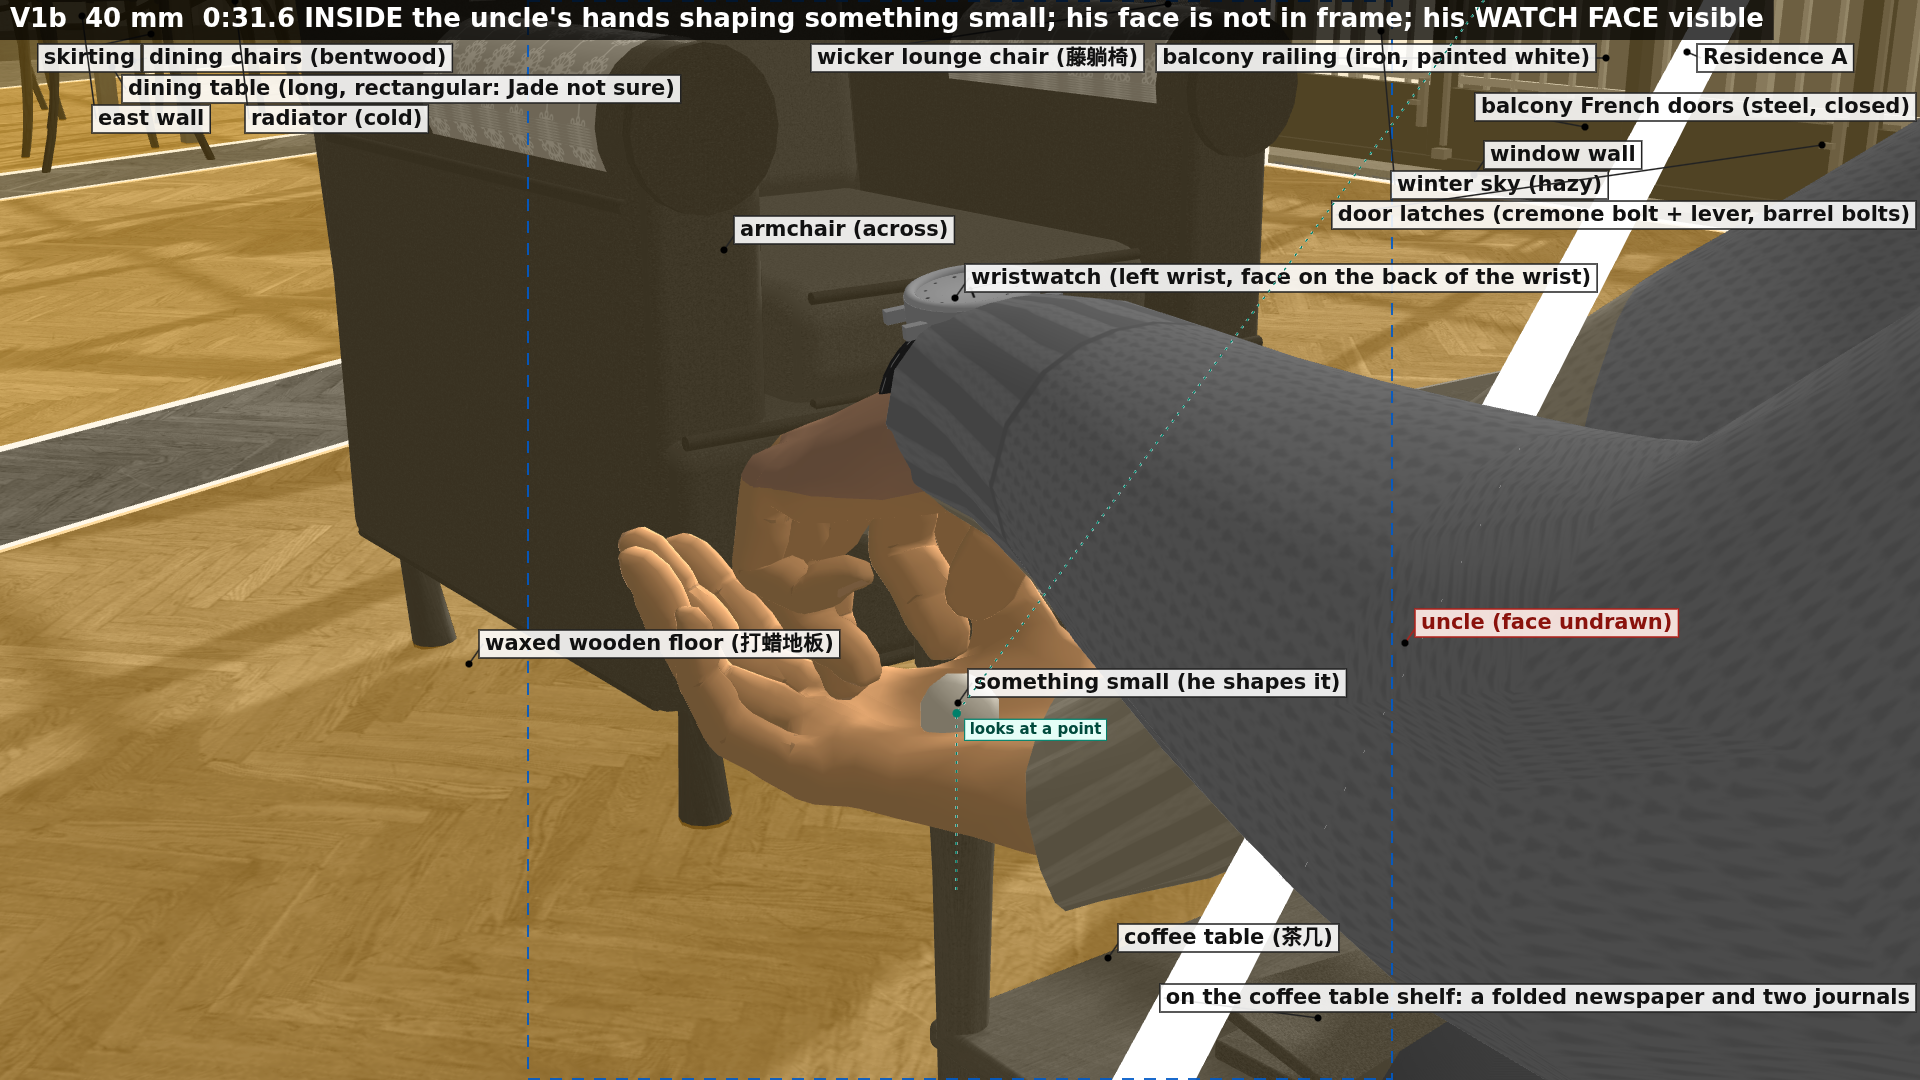 V1b 40 mm 0:31.6 INSIDE the uncle's hands shaping something small; his face is not in frame; his WATCH FACE visible
skirting
dining chairs (bentwood)
wicker lounge chair (藤躺椅)
balcony railing (iron, painted white)
Residence A
dining table (long, rectangular: Jade not sure)
balcony French doors (steel, closed)
east wall
radiator (cold)
window wall
winter sky (hazy)
door latches (cremone bolt + lever, barrel bolts)
armchair (across)
wristwatch (left wrist, face on the back of the wrist)
uncle (face undrawn)
waxed wooden floor (打蜡地板)
something small (he shapes it)
looks at a point
coffee table (茶几)
on the coffee table shelf: a folded newspaper and two journals